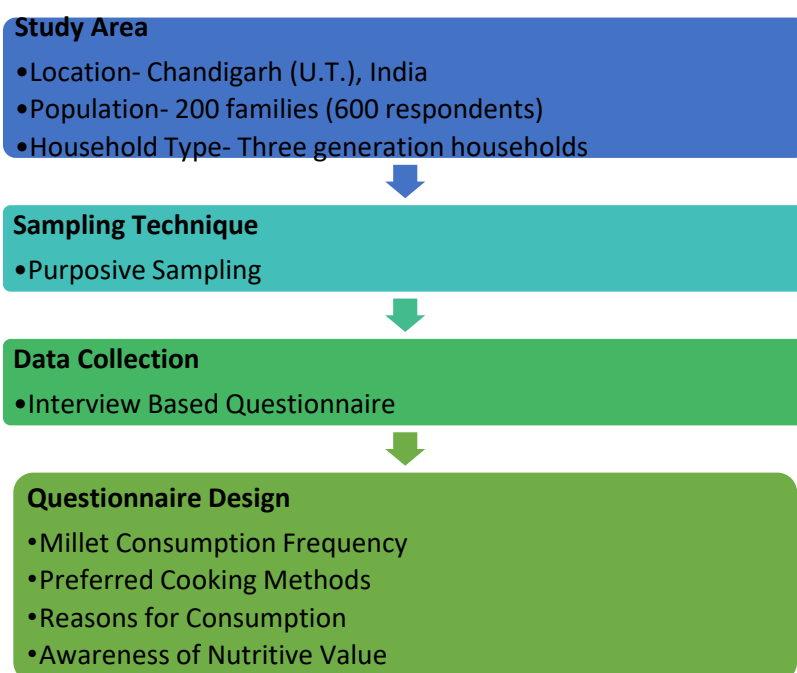 Study Area
•Location- Chandigarh (U.T.), India
•Population- 200 families (600 respondents)
•Household Type- Three generation households
Sampling Technique
•Purposive Sampling
Data Collection
•Interview Based Questionnaire
Questionnaire Design
•Millet Consumption Frequency
•Preferred Cooking Methods
•Reasons for Consumption
•Awareness of Nutritive Value